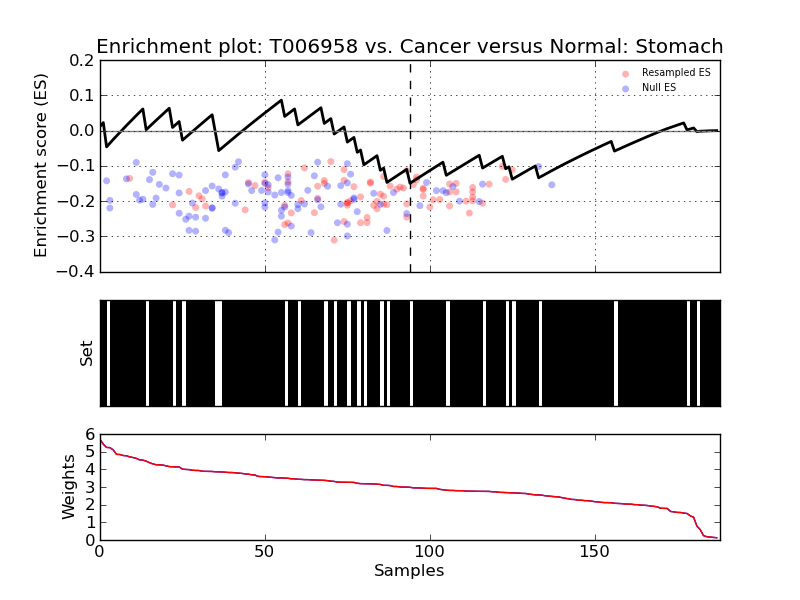 Enrichment plot: T006958 vs. Cancer versus Normal: Stomach
0.2
0.1
0.0
−0.1
−0.2
−0.3
−0.4
Enrichment score (ES)
Resampled ES
Null ES
Set
6
5
4
3
2
1
0
Weights
0
50
100
150
Samples